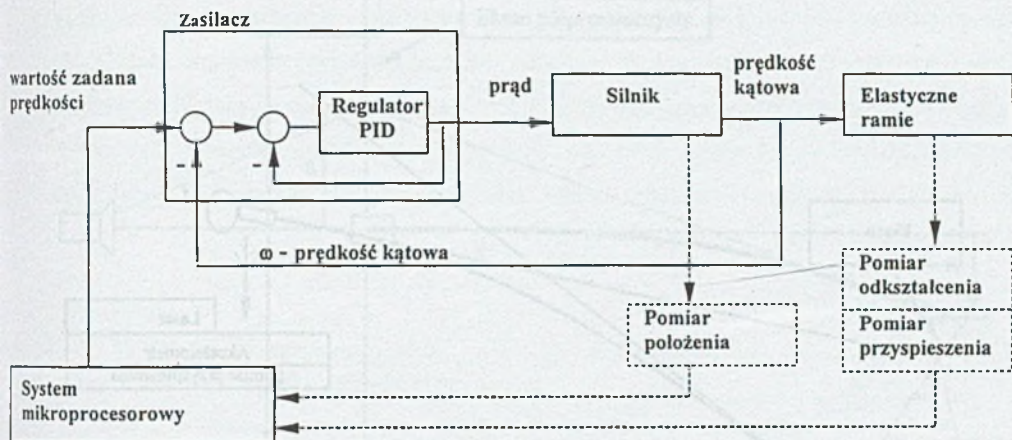 Zasilacz
wartość zadana
prędkości
Regulator
PID
prąd
Silnik
prędkość
kątowa
Elastyczne
ramie
-
-
ω - prędkość kątowa
Pomiar
odkształcenia
Pomiar
położenia
Pomiar
przyspieszenia
System
mikroprocesorowy